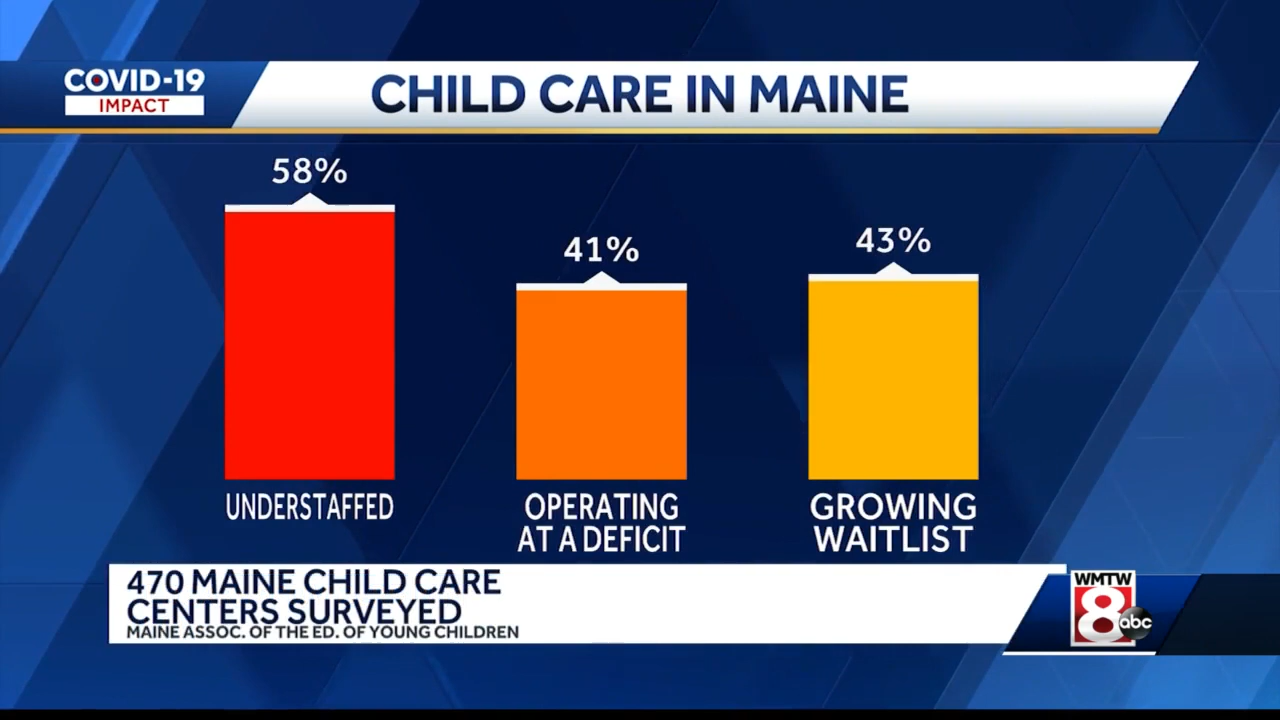 COVID-19
IMPACT
CHILD CARE IN MAINE
58%
41%
43%
UNDERSTAFFED
OPERATING
AT A DEFICIT
GROWING
WAITLIST
470 MAINE CHILD CARE
CENTERS SURVEYED
MAINE ASSOC. OF THE ED. OF YOUNG CHILDREN
WMTW
8
abc